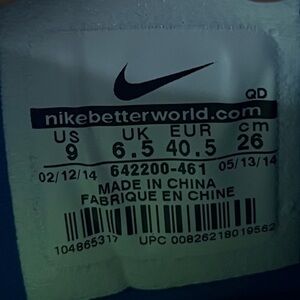 QD
nikebetterworld.com
US UK EUR cm
9 6.5 40.5 26
02/12/14 642200-461 05/13/14
MADE IN CHINA
FABRIQUE EN CHINE
104865317 UPC 00826218019562